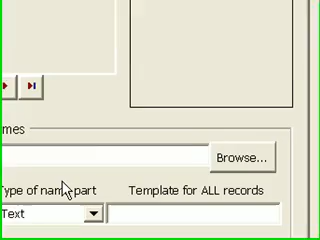 mes
Browse...
Type of name part
Template for ALL records
Text